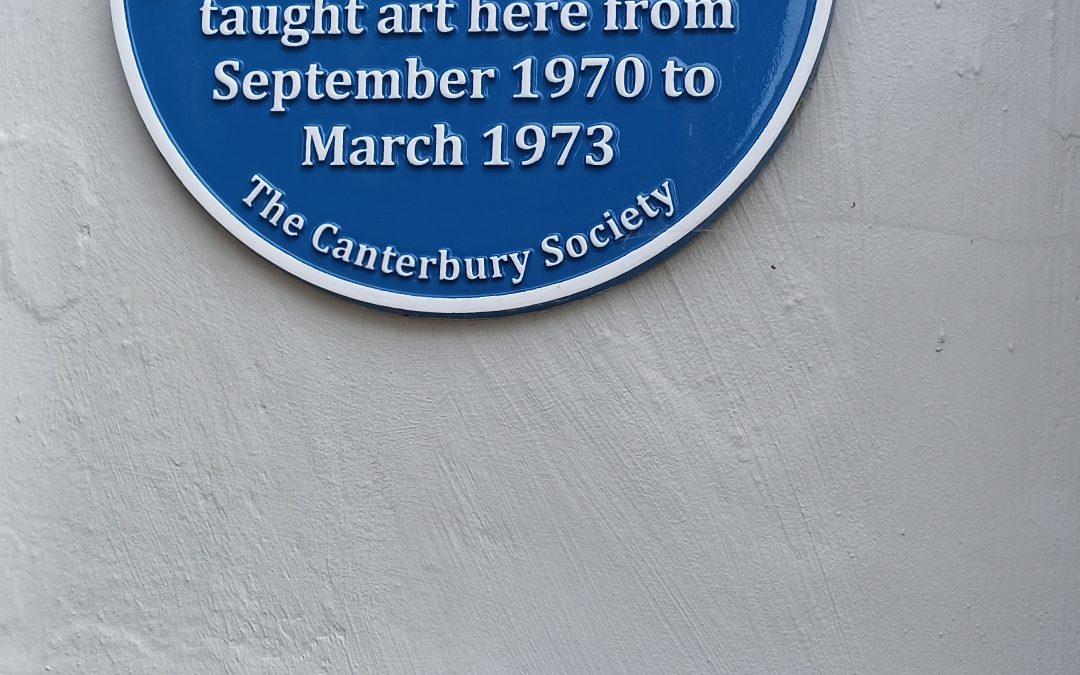 taught art here from
September 1970 to
March 1973
The Canterbury Society